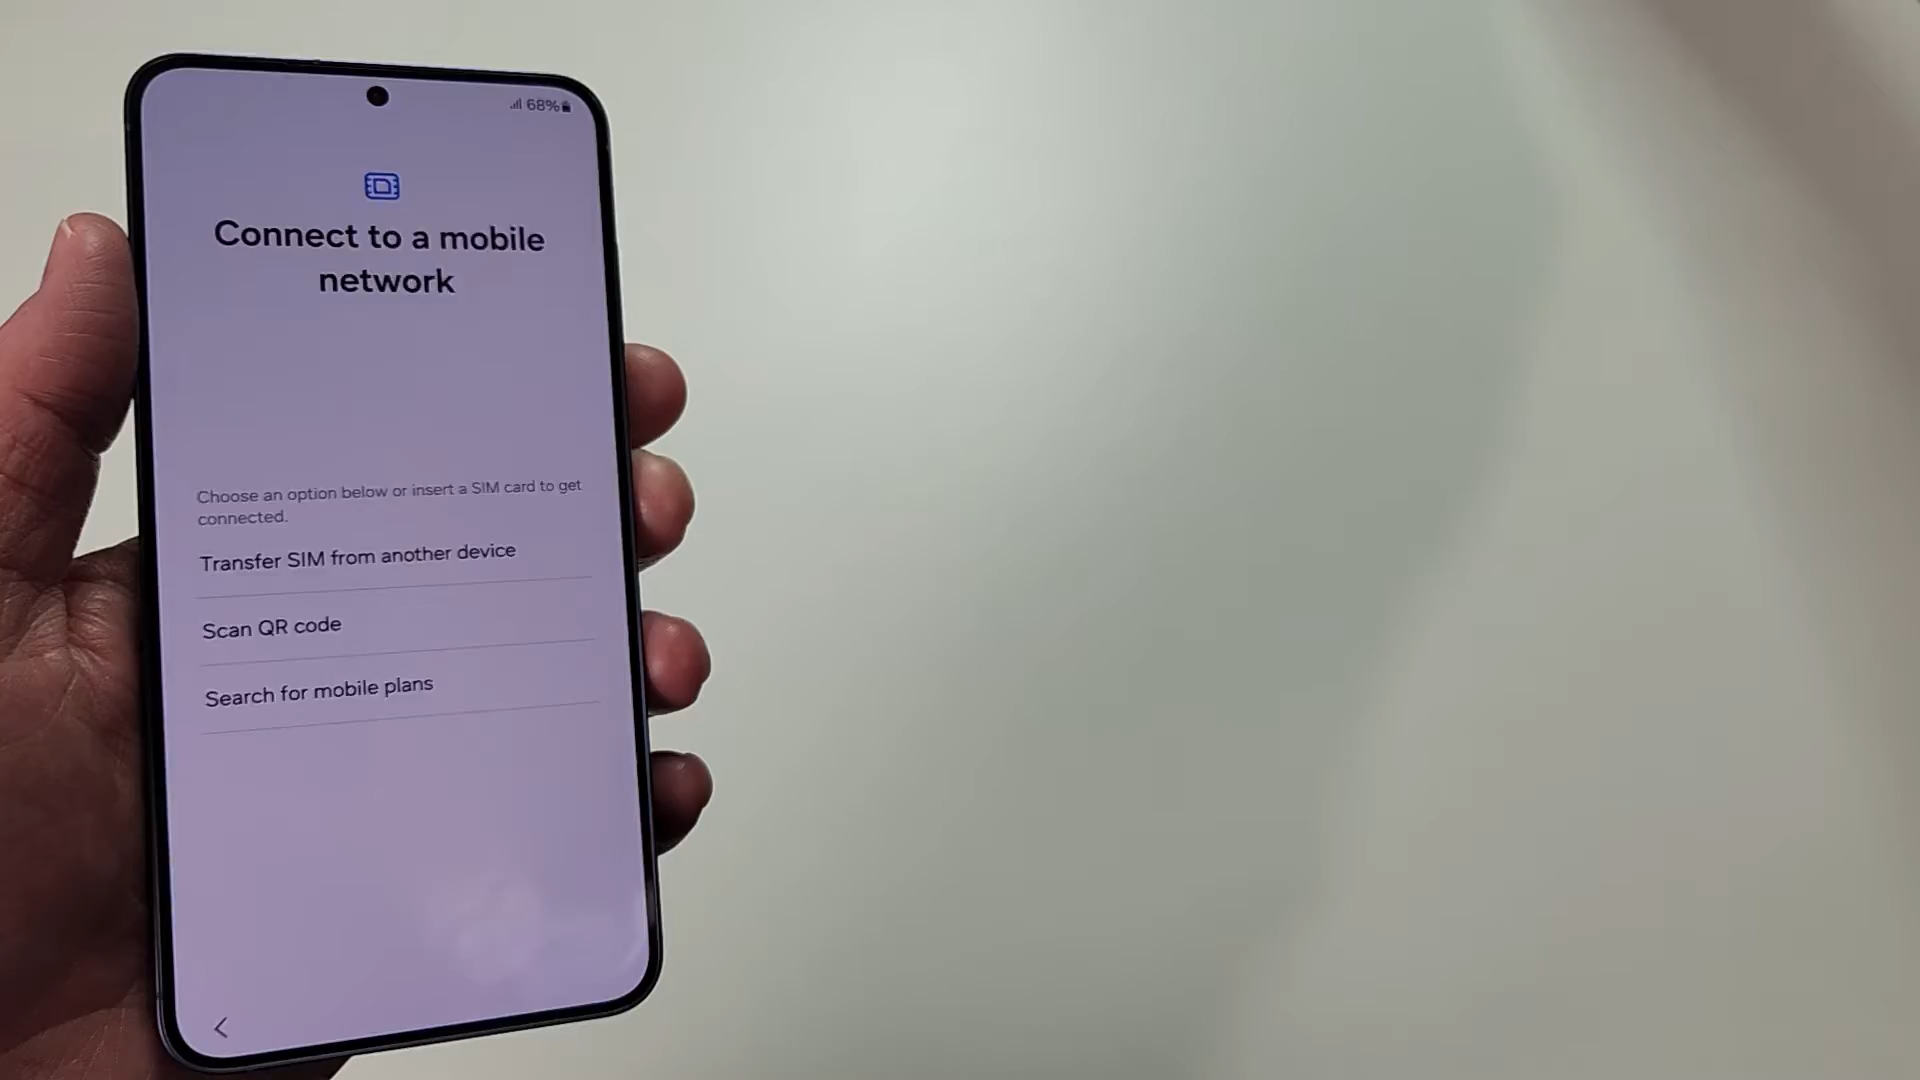 68%
Connect to a mobile
network
Choose an option below or insert a SIM card to get
connected.
Transfer SIM from another device
Scan QR code
Search for mobile plans